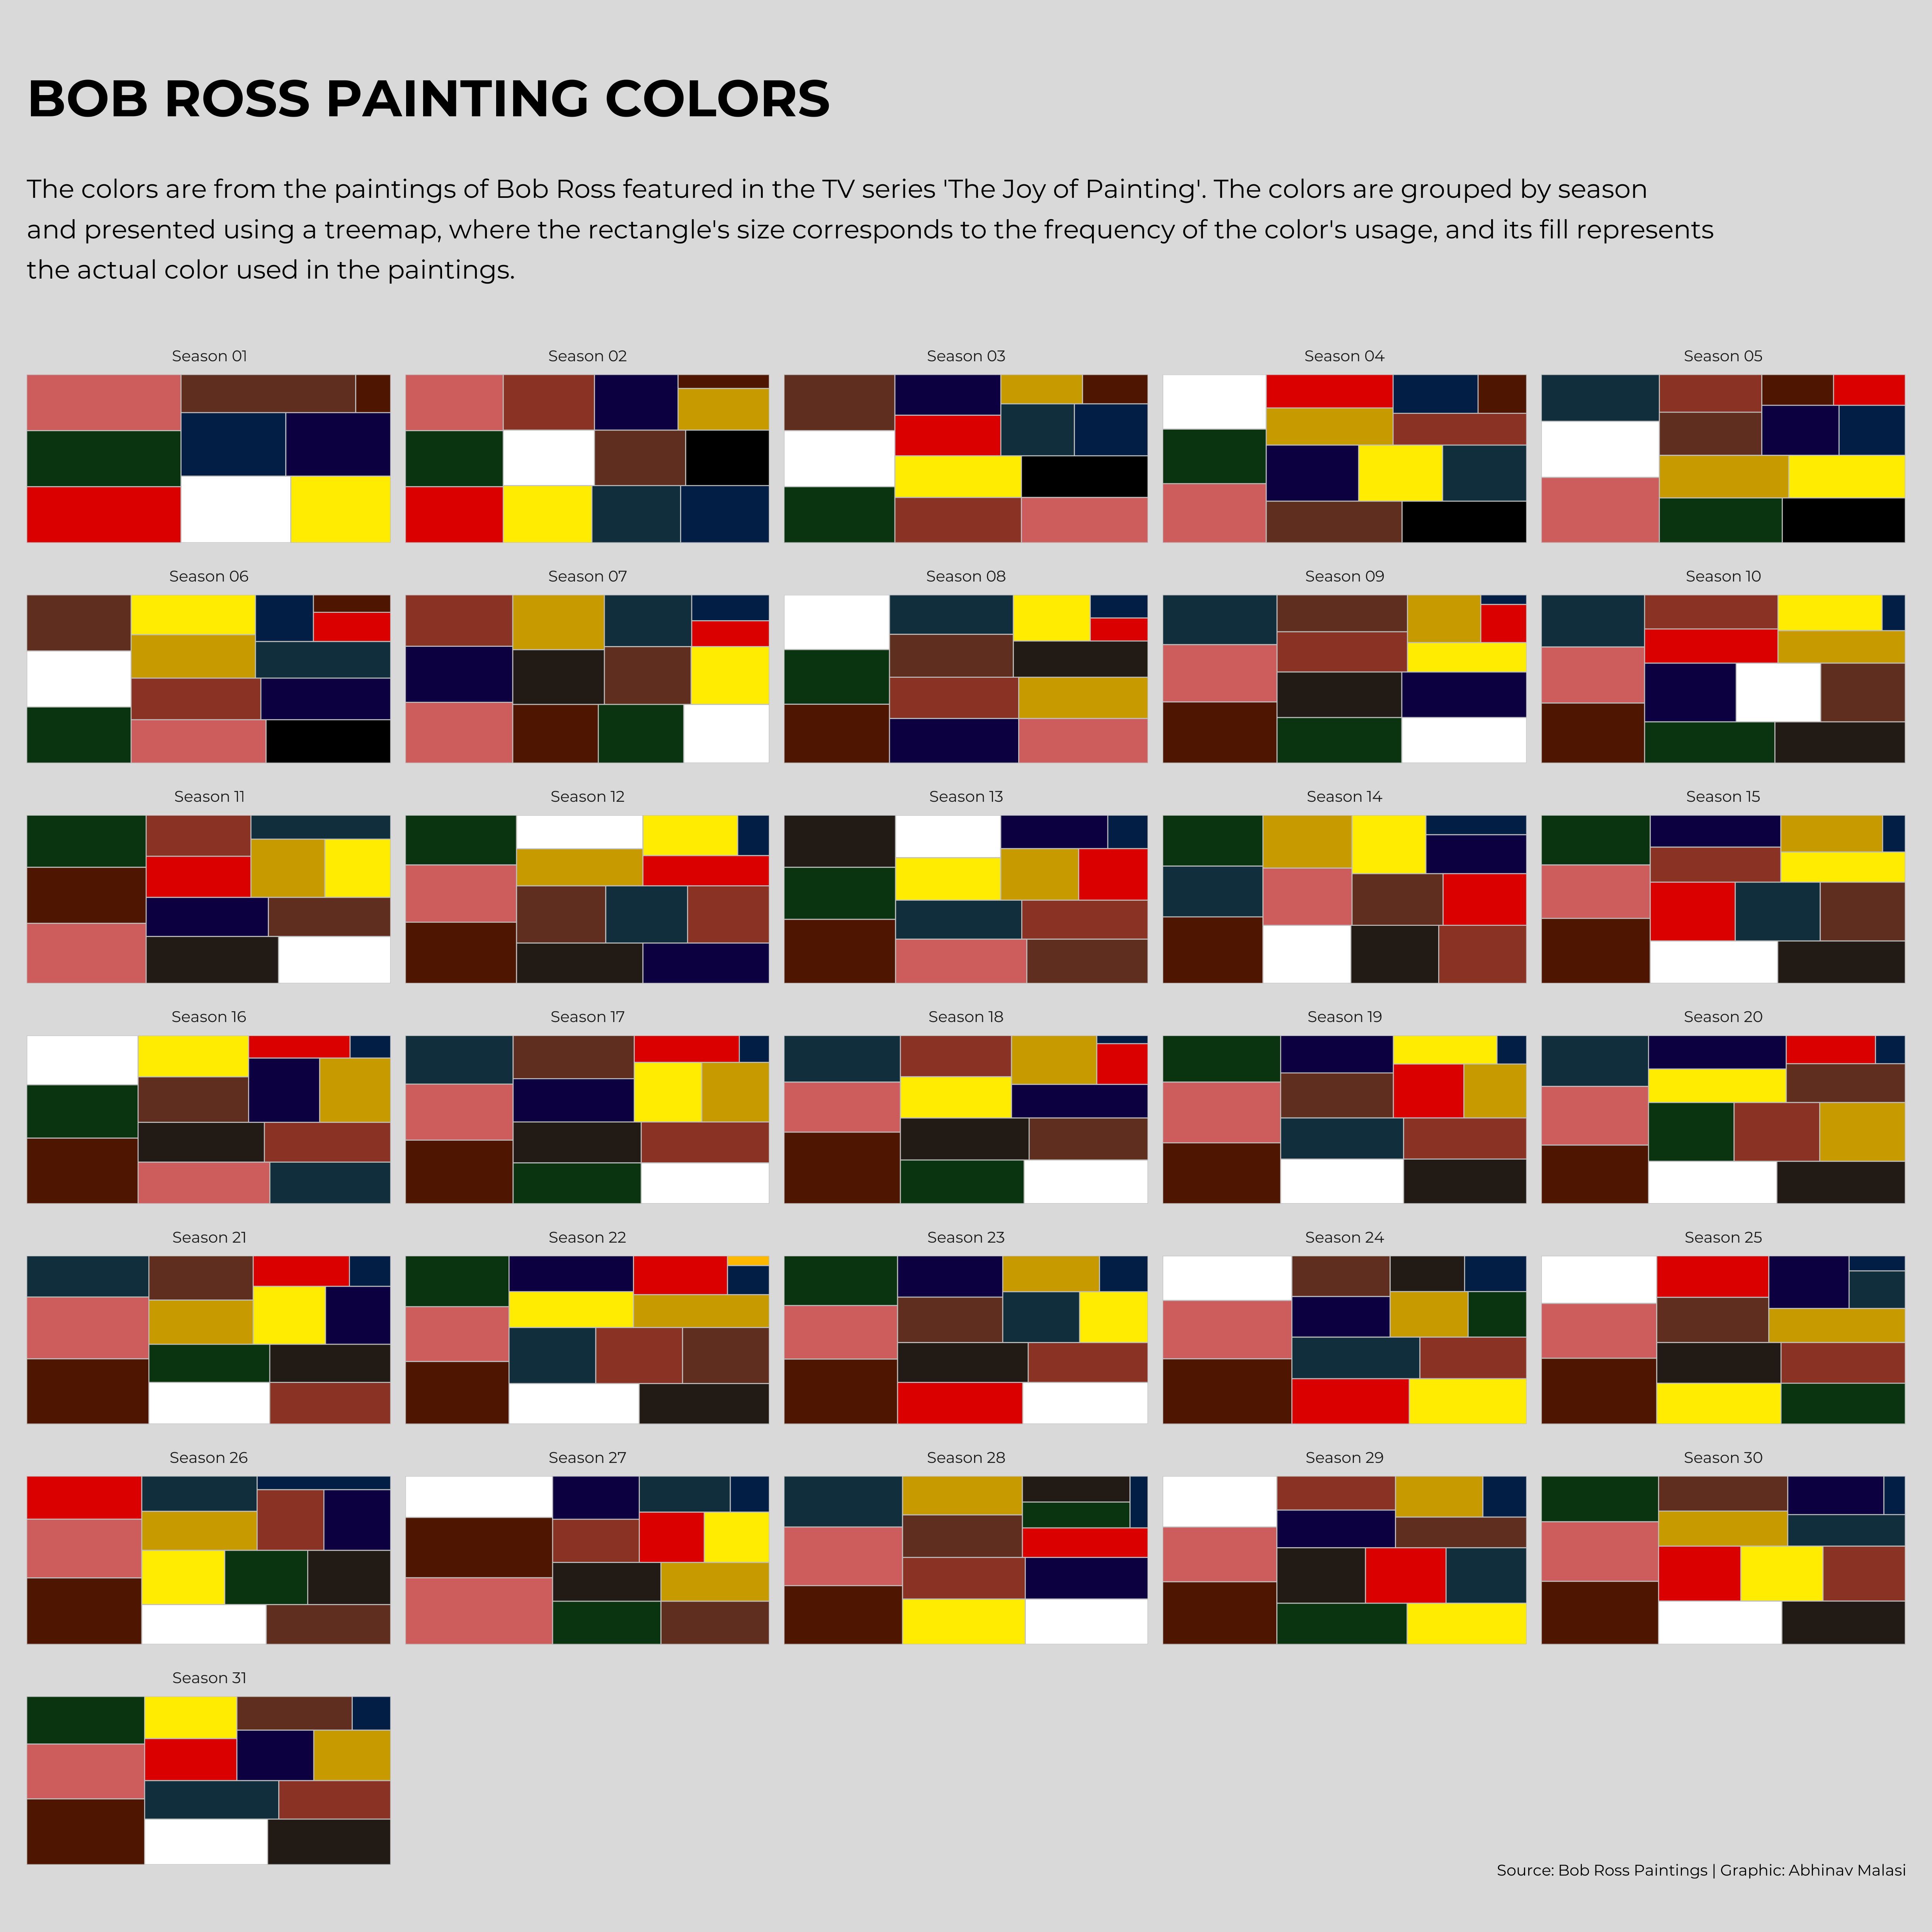 BOB ROSS PAINTING COLORS
The colors are from the paintings of Bob Ross featured in the TV series 'The Joy of Painting'. The colors are grouped by season
and presented using a treemap, where the rectangle's size corresponds to the frequency of the color's usage, and its fill represents
the actual color used in the paintings.
Season 01
Season 02
Season 03
Season 04
Season 05
Season 06
Season 07
Season 08
Season 09
Season 10
Season 11
Season 12
Season 13
Season 14
Season 15
Season 16
Season 17
Season 18
Season 19
Season 20
Season 21
Season 22
Season 23
Season 24
Season 25
Season 26
Season 27
Season 28
Season 29
Season 30
Season 31
Source: Bob Ross Paintings | Graphic: Abhinav Malasi